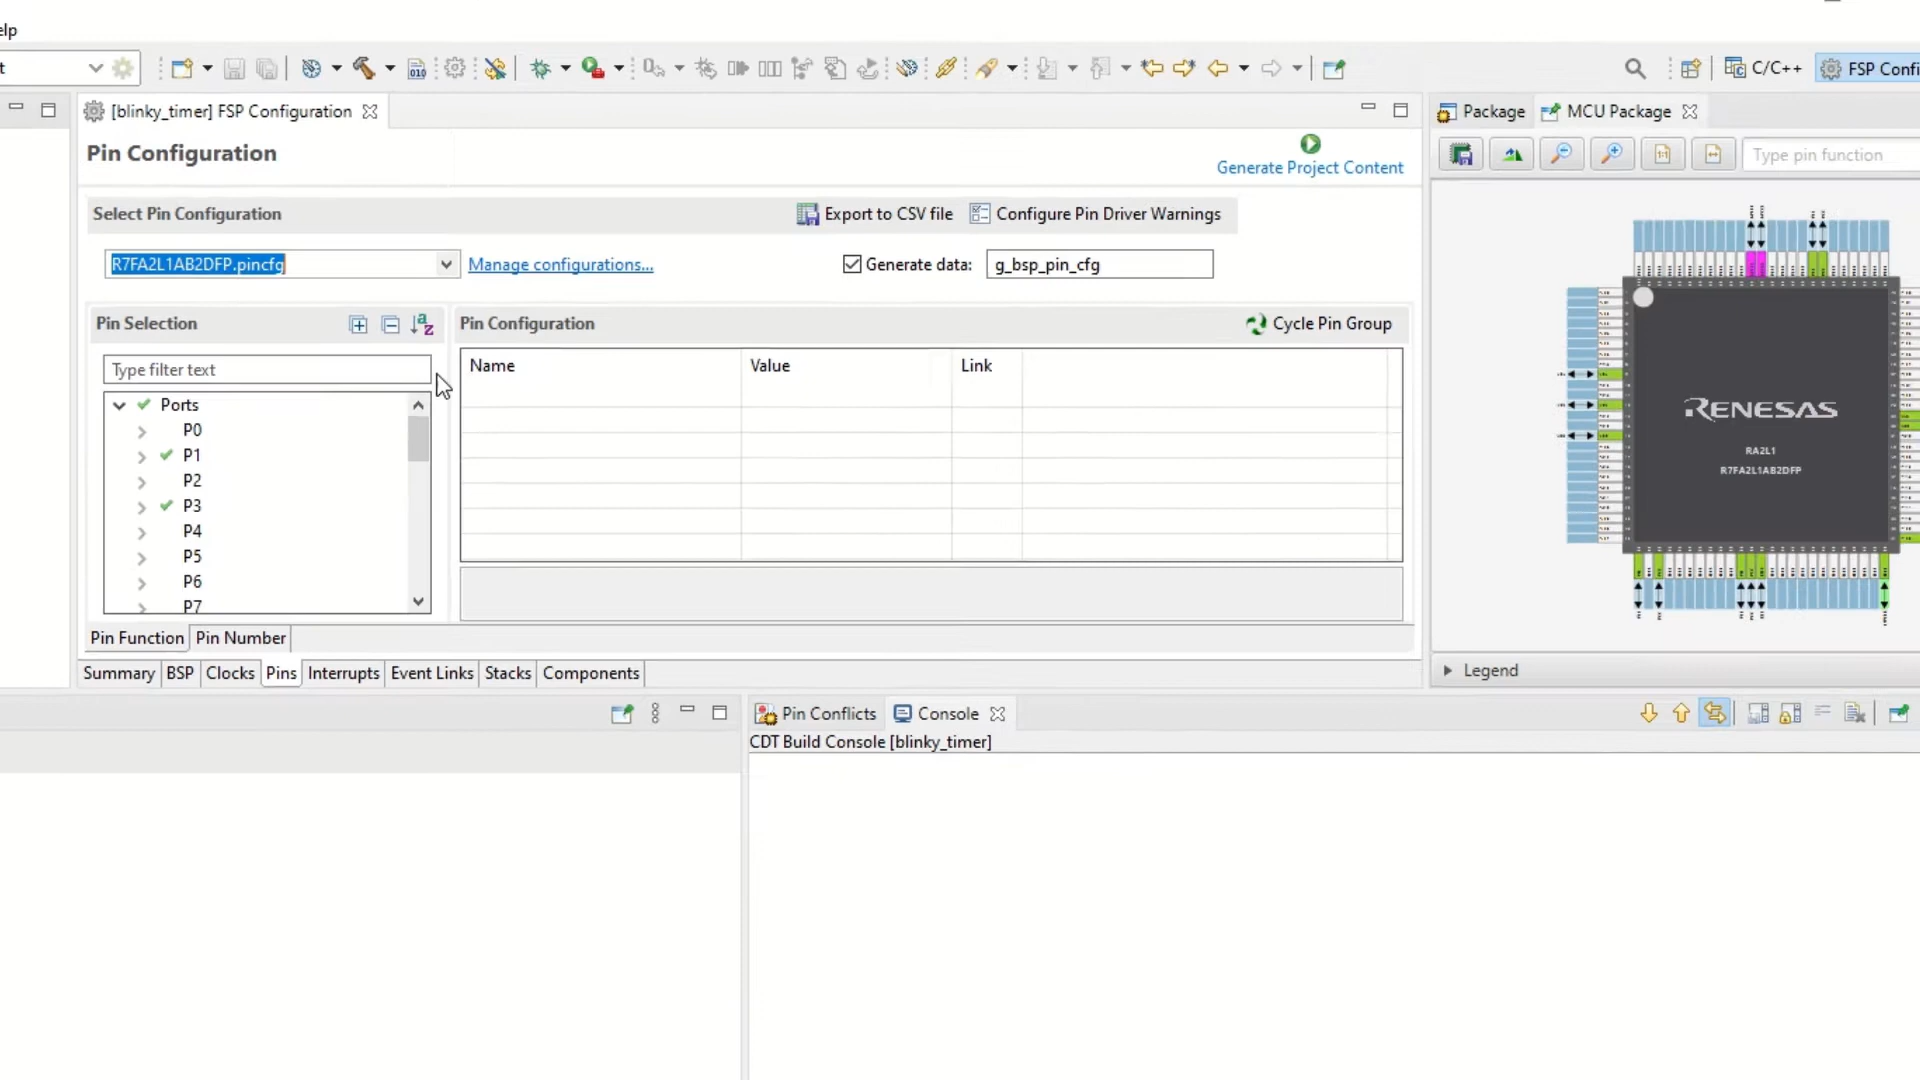 elp
t
C/C++
FSP Confi
[blinky_timer] FSP Configuration
Package
MCU Package
Pin Configuration
Generate Project Content
Type pin function
Select Pin Configuration
Export to CSV file
Configure Pin Driver Warnings
R7FA2L1AB2DFP.pincfg
Manage configurations...
Generate data:
g_bsp_pin_cfg
Pin Selection
Pin Configuration
Cycle Pin Group
Type filter text
Name
Value
Link
Ports
P0
P1
P2
P3
P4
P5
P6
P7
RENESAS
RA2L1
R7FA2L1AB2DFP
Pin Function
Pin Number
Summary
BSP
Clocks
Pins
Interrupts
Event Links
Stacks
Components
Legend
Pin Conflicts
Console
CDT Build Console [blinky_timer]